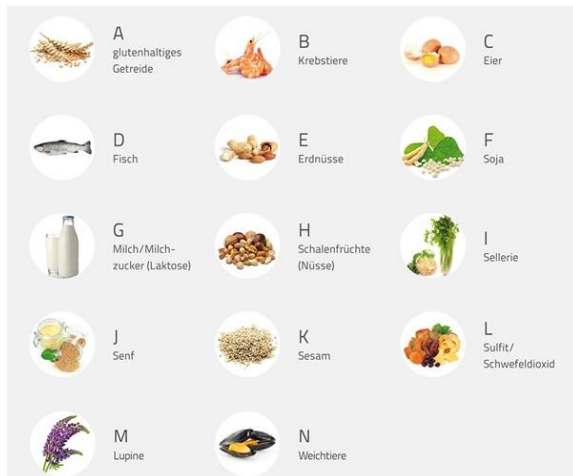 A
glutenhaltiges
Getreide
B
Krebstiere
C
Eier
D
Fisch
E
Erdnüsse
F
Soja
G
Milch/Milch-
zucker (Laktose)
H
Schalenfrüchte
(Nüsse)
I
Sellerie
J
Senf
K
Sesam
L
Sulfit/
Schwefeldioxid
M
Lupine
N
Weichtiere